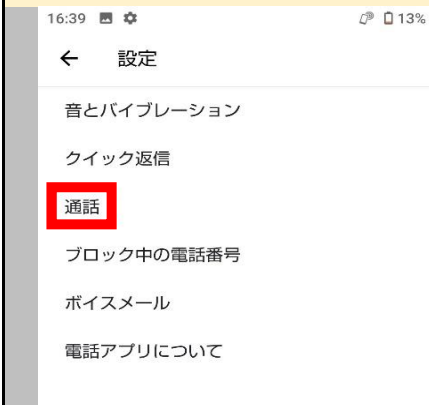 16:39 13%
← 設定
音とバイブレーション
クイック返信
通話
ブロック中の電話番号
ボイスメール
電話アプリについて